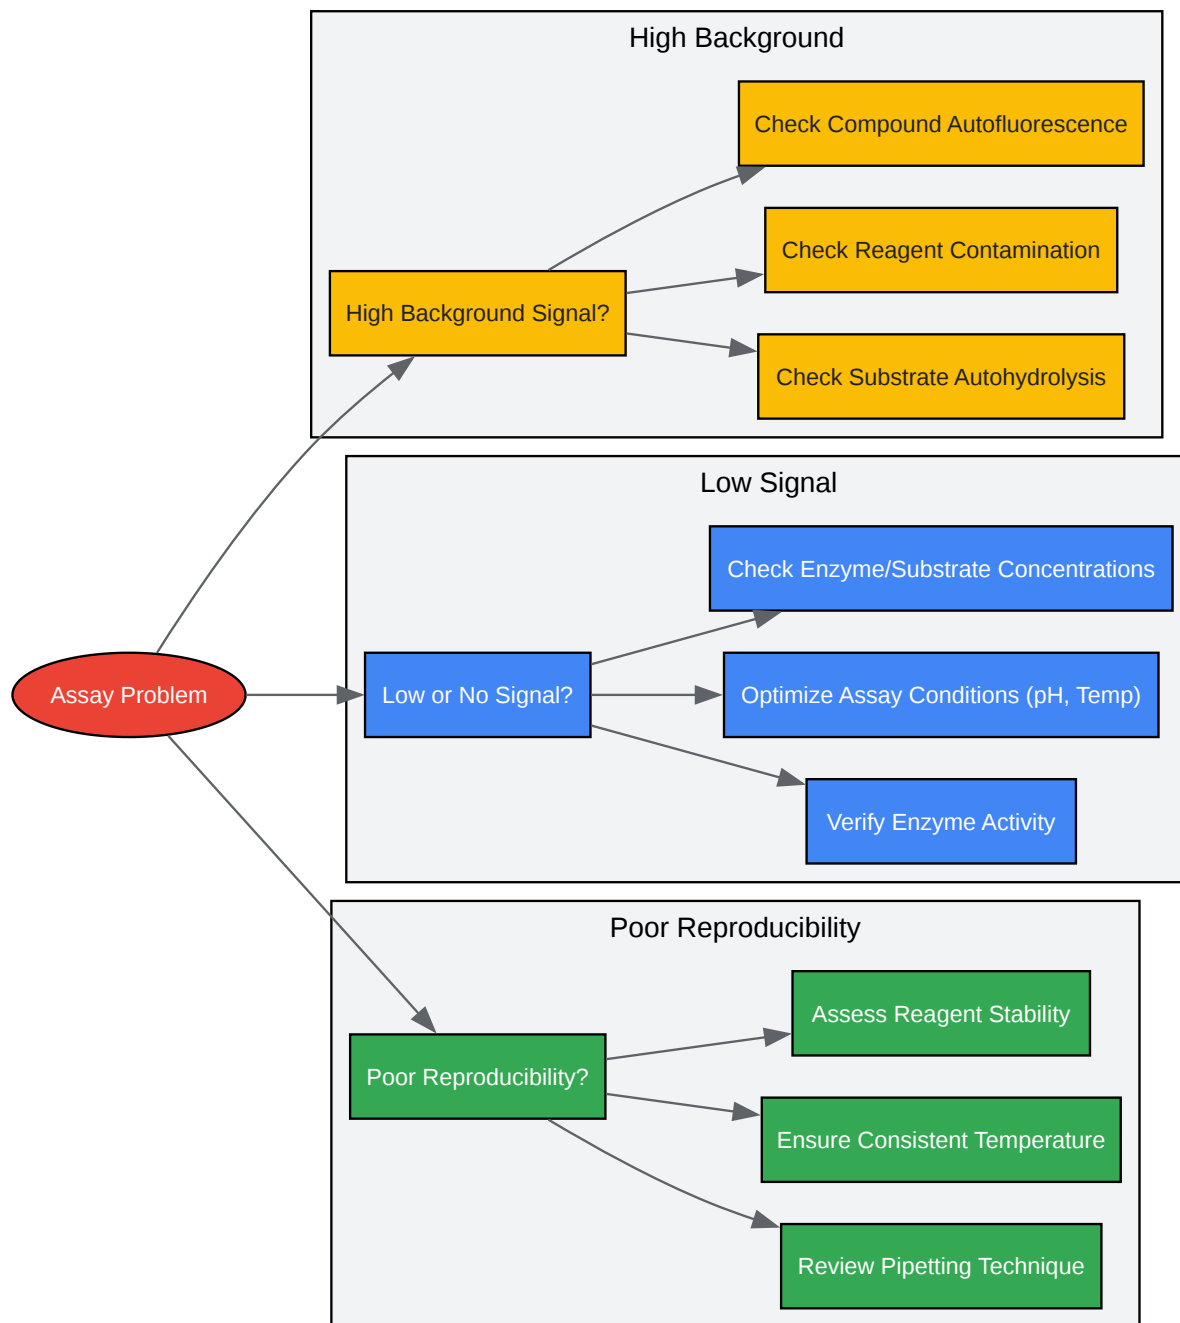 High Background
Check Compound Autofluorescence
Check Reagent Contamination
High Background Signal?
Check Substrate Autohydrolysis
Low Signal
Check Enzyme/Substrate Concentrations
Assay Problem
Low or No Signal?
Optimize Assay Conditions (pH, Temp)
Verify Enzyme Activity
Poor Reproducibility
Assess Reagent Stability
Poor Reproducibility?
Ensure Consistent Temperature
Review Pipetting Technique